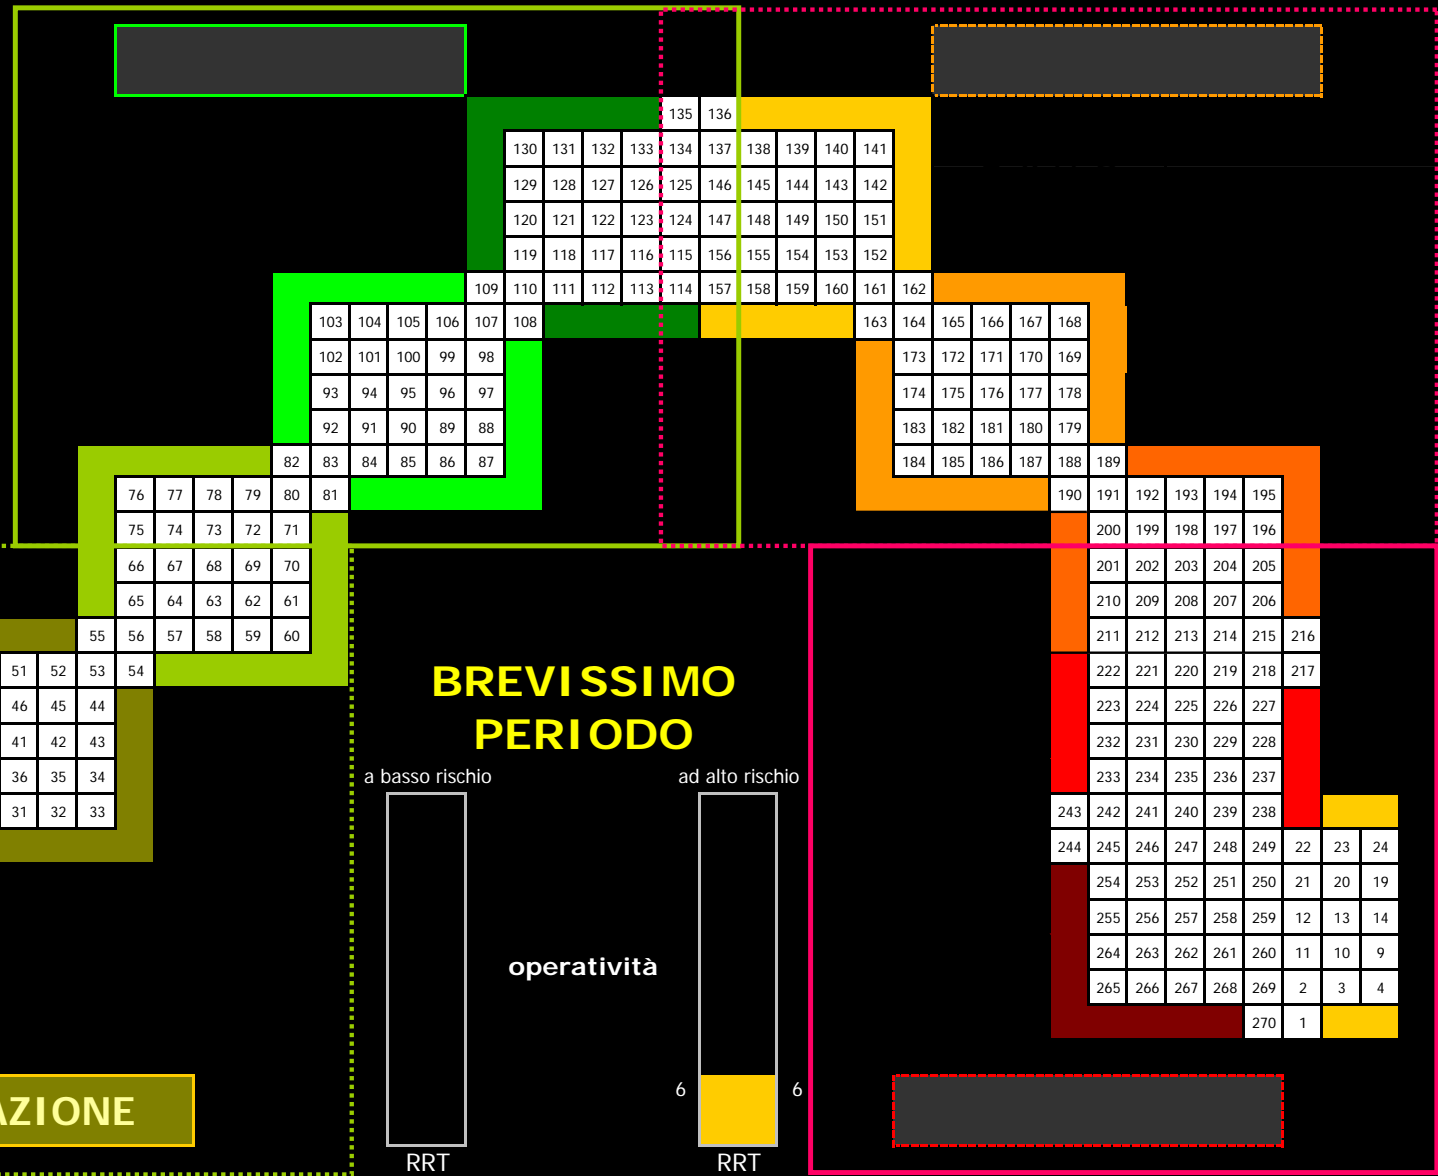 135 136
130 131 132 133 134 137 138 139 140 141
129 128 127 126 125 146 145 144 143 142
120 121 122 123 124 147 148 149 150 151
119 118 117 116 115 156 155 154 153 152
109 110 111 112 113 114 157 158 159 160 161 162
103 104 105 106 107 108 163 164 165 166 167 168
102 101 100 99 98 173 172 171 170 169
93 94 95 96 97 174 175 176 177 178
92 91 90 89 88 183 182 181 180 179
82 83 84 85 86 87 184 185 186 187 188 189
76 77 78 79 80 81 190 191 192 193 194 195
75 74 73 72 71 200 199 198 197 196
66 67 68 69 70 201 202 203 204 205
65 64 63 62 61 210 209 208 207 206
55 56 57 58 59 60 211 212 213 214 215 216
51 52 53 54 222 221 220 219 218 217
46 45 44 223 224 225 226 227
41 42 43 232 231 230 229 228
36 35 34 233 234 235 236 237
31 32 33 243 242 241 240 239 238
244 245 246 247 248 249 22 23 24
254 253 252 251 250 21 20 19
255 256 257 258 259 12 13 14
264 263 262 261 260 11 10 9
265 266 267 268 269 2 3 4
270 1
BREVISSIMO
PERIODO
a basso rischio ad alto rischio
operatività
6 6
AZIONE
RRT RRT